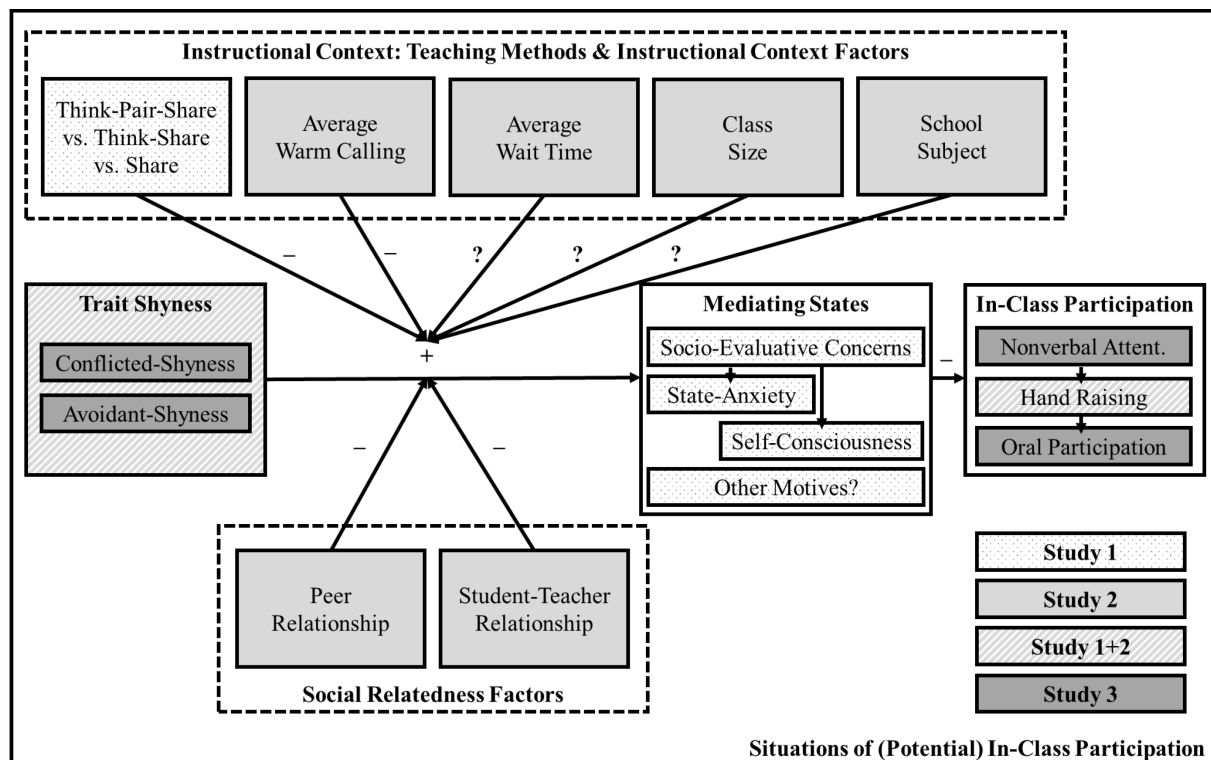 Instructional Context: Teaching Methods & Instructional Context Factors
Think-Pair-Share
vs. Think-Share
vs. Share
Average
Warm Calling
Average
Wait Time
Class
Size
School
Subject
–
–
?
?
?
Trait Shyness
Conflicted-Shyness
Avoidant-Shyness
+
Mediating States
Socio-Evaluative Concerns
State-Anxiety
Self-Consciousness
Other Motives?
–
In-Class Participation
Nonverbal Attent.
Hand Raising
Oral Participation
–
–
Peer
Relationship
Student-Teacher
Relationship
Social Relatedness Factors
Study 1
Study 2
Study 1+2
Study 3
Situations of (Potential) In-Class Participation